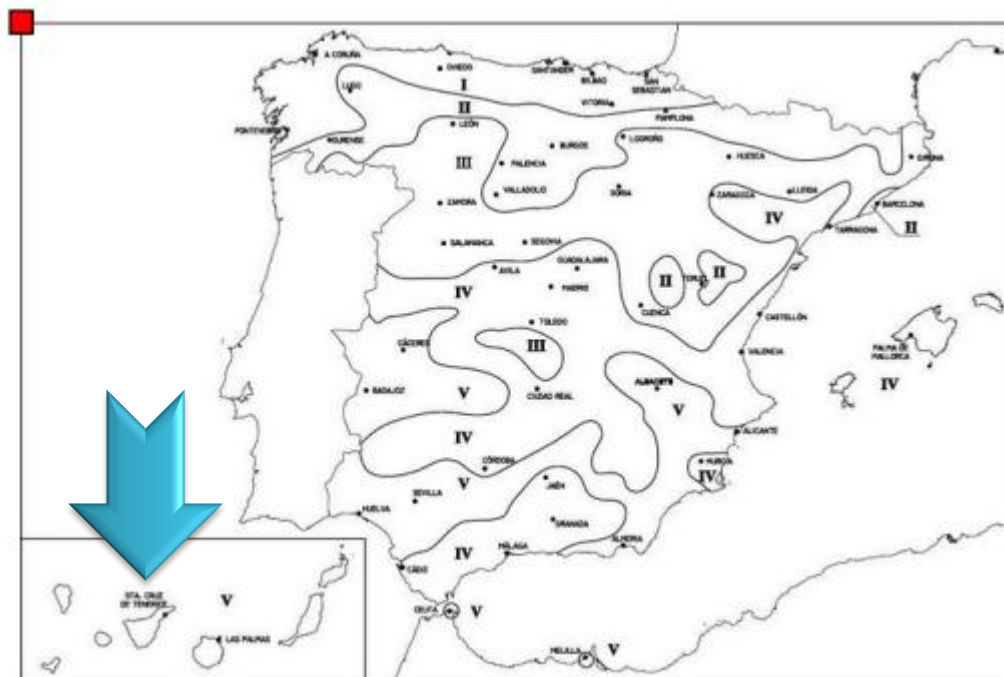 A CORUÑA
OVIEDO
SANTANDER
BILBAO
SAN
SEBASTIAN
LUGO
I
VITORIA
II
PAMPLONA
PONTEVEDRA
LEÓN
OURENSE
BURGOS
LOGROÑO
HUESCA
GIRONA
III
PALENCIA
VALLADOLID
SORIA
ZARAGOZA
LLEIDA
ZAMORA
BARCELONA
IV
TARRAGONA
II
SALAMANCA
SEGOVIA
AVILA
GUADALAJARA
IV
MADRID
II
TERUEL
II
CUENCA
CASTELLÓN
TOLEDO
CÁCERES
III
VALENCIA
PALMA DE
MALLORCA
IV
BADAJOZ
V
CIUDAD REAL
ALBACETE
V
IV
ALICANTE
CÓRDOBA
MURCIA
IV
V
JAÉN
SEVILLA
HUELVA
GRANADA
IV
MÁLAGA
ALMERIA
CÁDIZ
STA. CRUZ
DE TENERIFE
V
CEUTA
V
LAS PALMAS
MELILLA
V